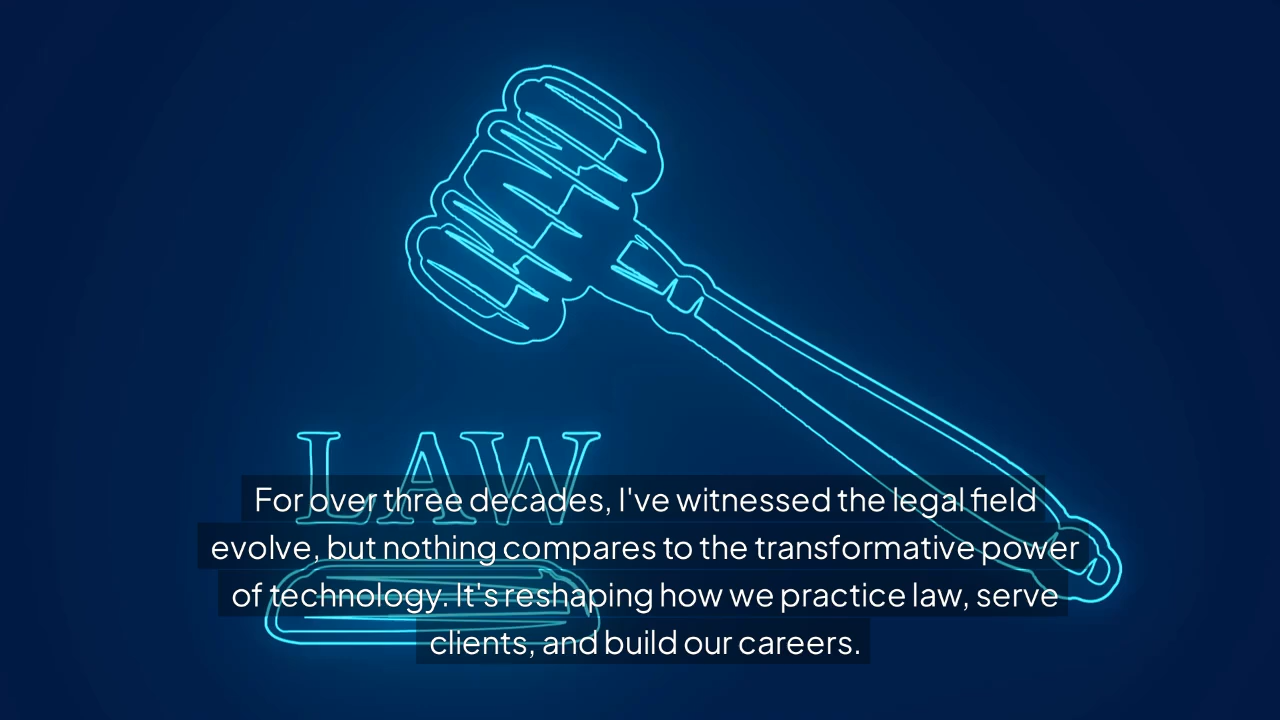 LAW
For over three decades, I've witnessed the legal field
evolve, but nothing compares to the transformative power
of technology. It's reshaping how we practice law, serve
clients, and build our careers.